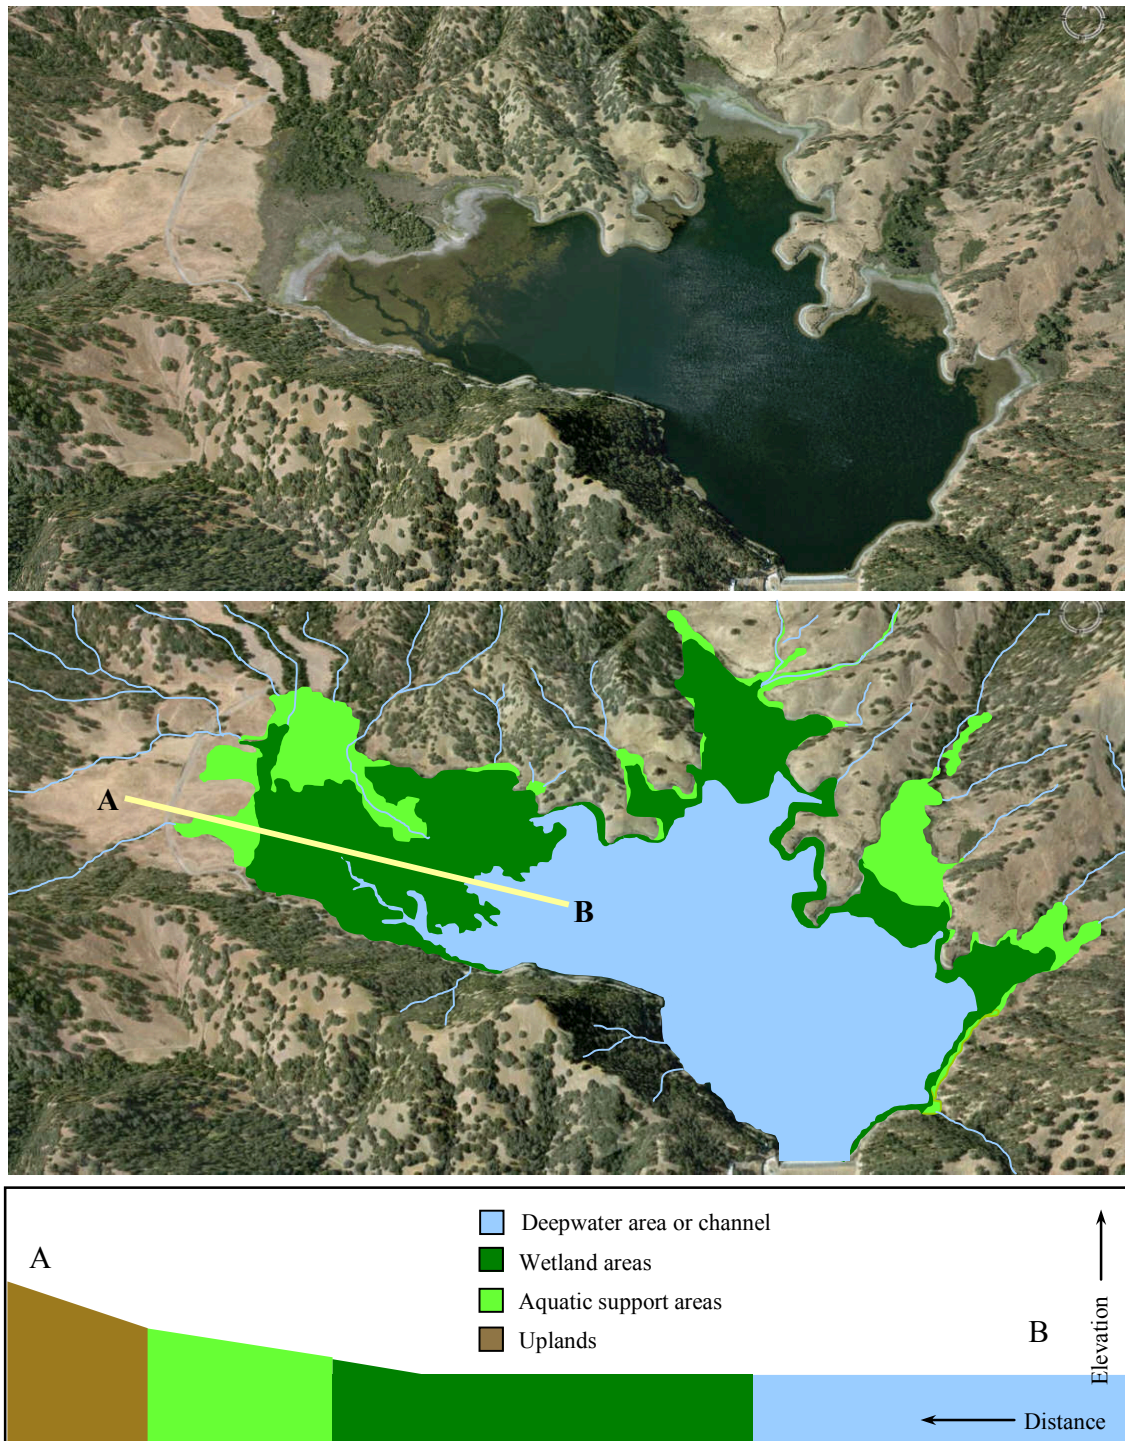 A
B
Deepwater area or channel
Wetland areas
A
Aquatic support areas
Uplands
B
Elevation
Distance